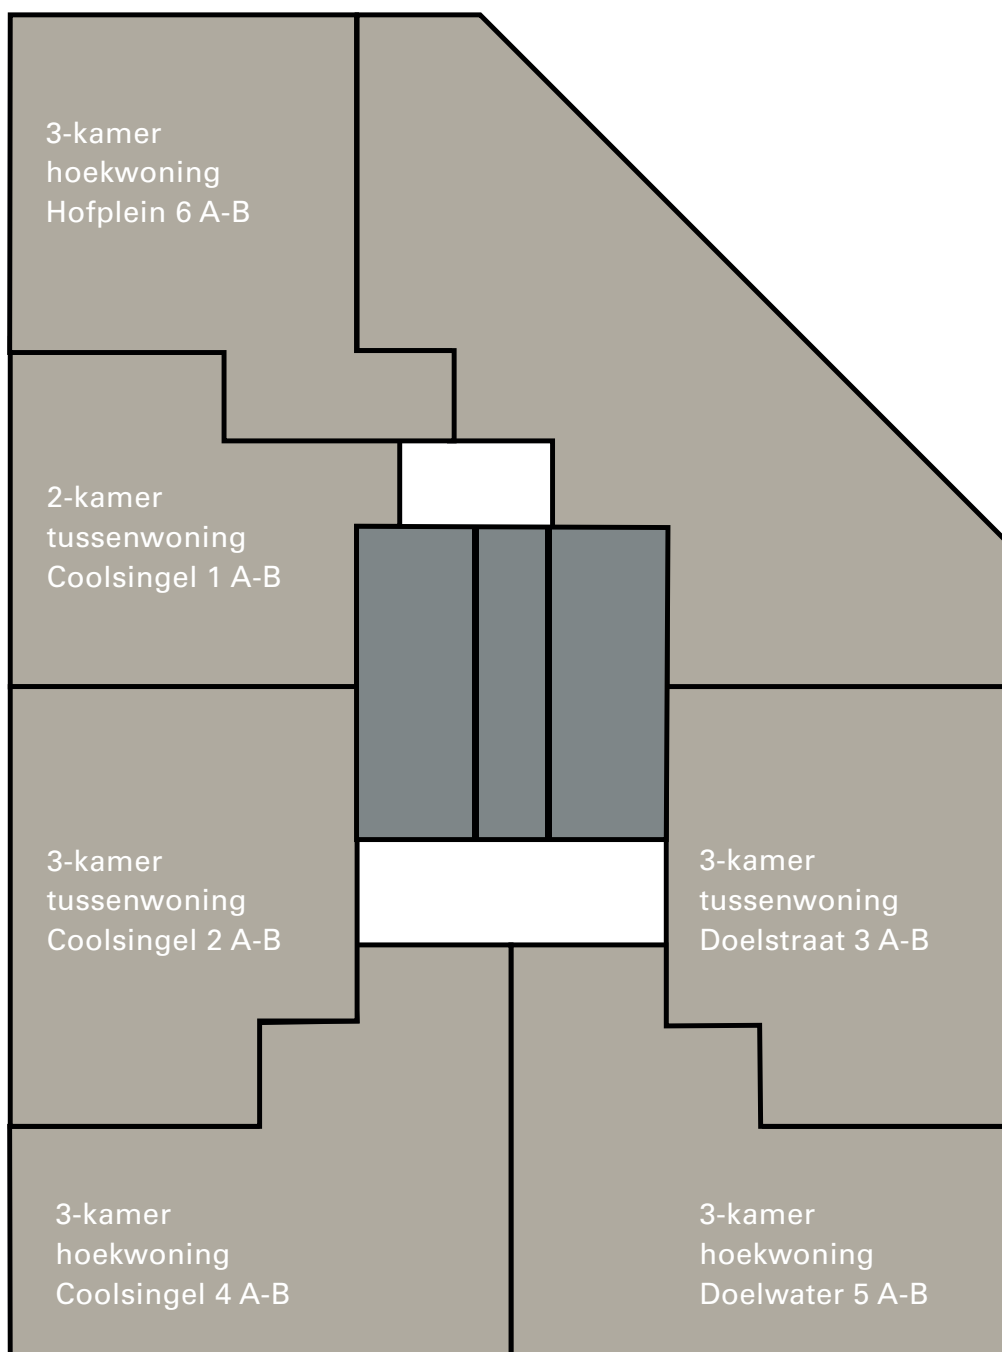 3-kamer
hoekwoning
Hofplein 6 A-B
2-kamer
tussenwoning
Coolsingel 1 A-B
3-kamer
tussenwoning
Coolsingel 2 A-B
3-kamer
tussenwoning
Doelstraat 3 A-B
3-kamer
hoekwoning
Coolsingel 4 A-B
3-kamer
hoekwoning
Doelwater 5 A-B